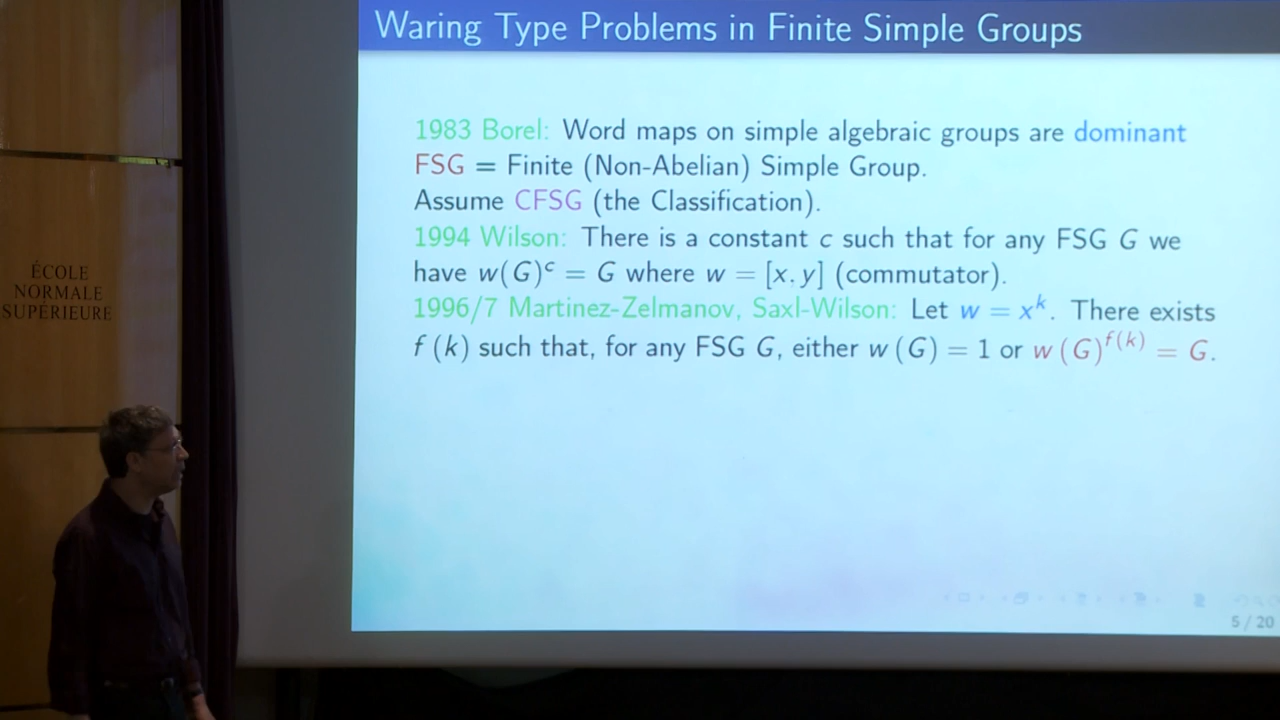 Waring Type Problems in Finite Simple Groups
1983 Borel: Word maps on simple algebraic groups are dominant
FSG = Finite (Non-Abelian) Simple Group.
Assume CFSG (the Classification).
1994 Wilson: There is a constant c such that for any FSG G we
have w(G)^c = G where w = [x, y] (commutator).
1996/7 Martinez-Zelmanov, Saxl-Wilson: Let w = x^k. There exists
f (k) such that, for any FSG G, either w (G) = 1 or w (G)^{f(k)} = G.
5 / 20
ÉCOLE
NORMALE
SUPÉRIEURE